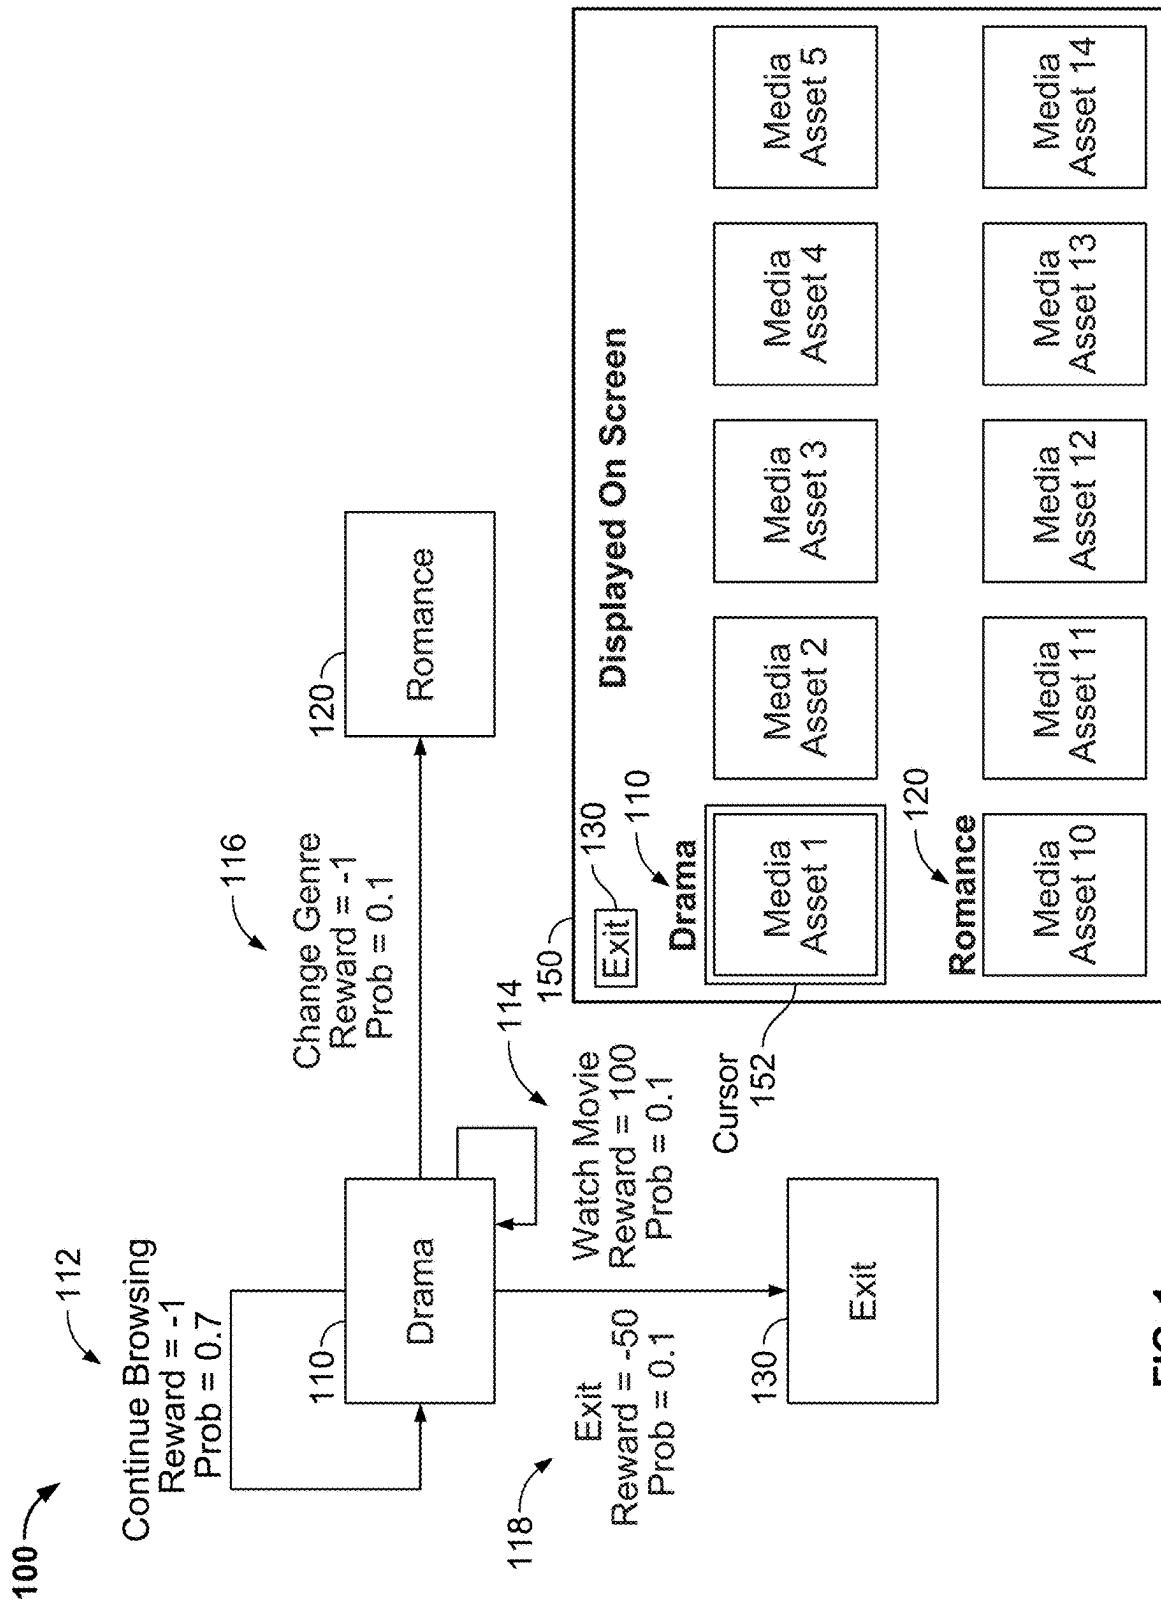 100
Continue Browsing
Reward = -1
Prob = 0.7
112
110
Drama
Change Genre
Reward = -1
Prob = 0.1
116
120
Romance
Watch Movie
Reward = 100
Prob = 0.1
114
118
Exit
Reward = -50
Prob = 0.1
130
Exit
150
Displayed On Screen
Exit
130
Drama
110
Cursor
152
Media
Asset 1
Media
Asset 2
Media
Asset 3
Media
Asset 4
Media
Asset 5
Romance
120
Media
Asset 10
Media
Asset 11
Media
Asset 12
Media
Asset 13
Media
Asset 14